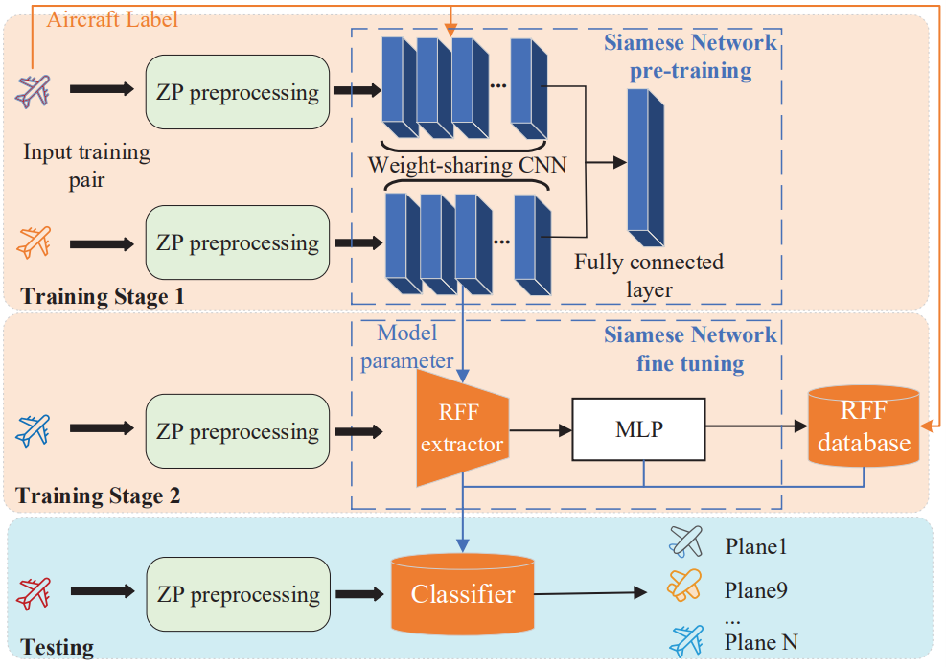 Aircraft Label
Siamese Network
pre-training
ZP preprocessing
...
Input training
pair
Weight-sharing CNN
ZP preprocessing
...
Fully connected
layer
Training Stage 1
Model
parameter
Siamese Network
fine tuning
ZP preprocessing
RFF
extractor
MLP
RFF
database
Training Stage 2
ZP preprocessing
Classifier
Plane1
Plane9
...
Plane N
Testing